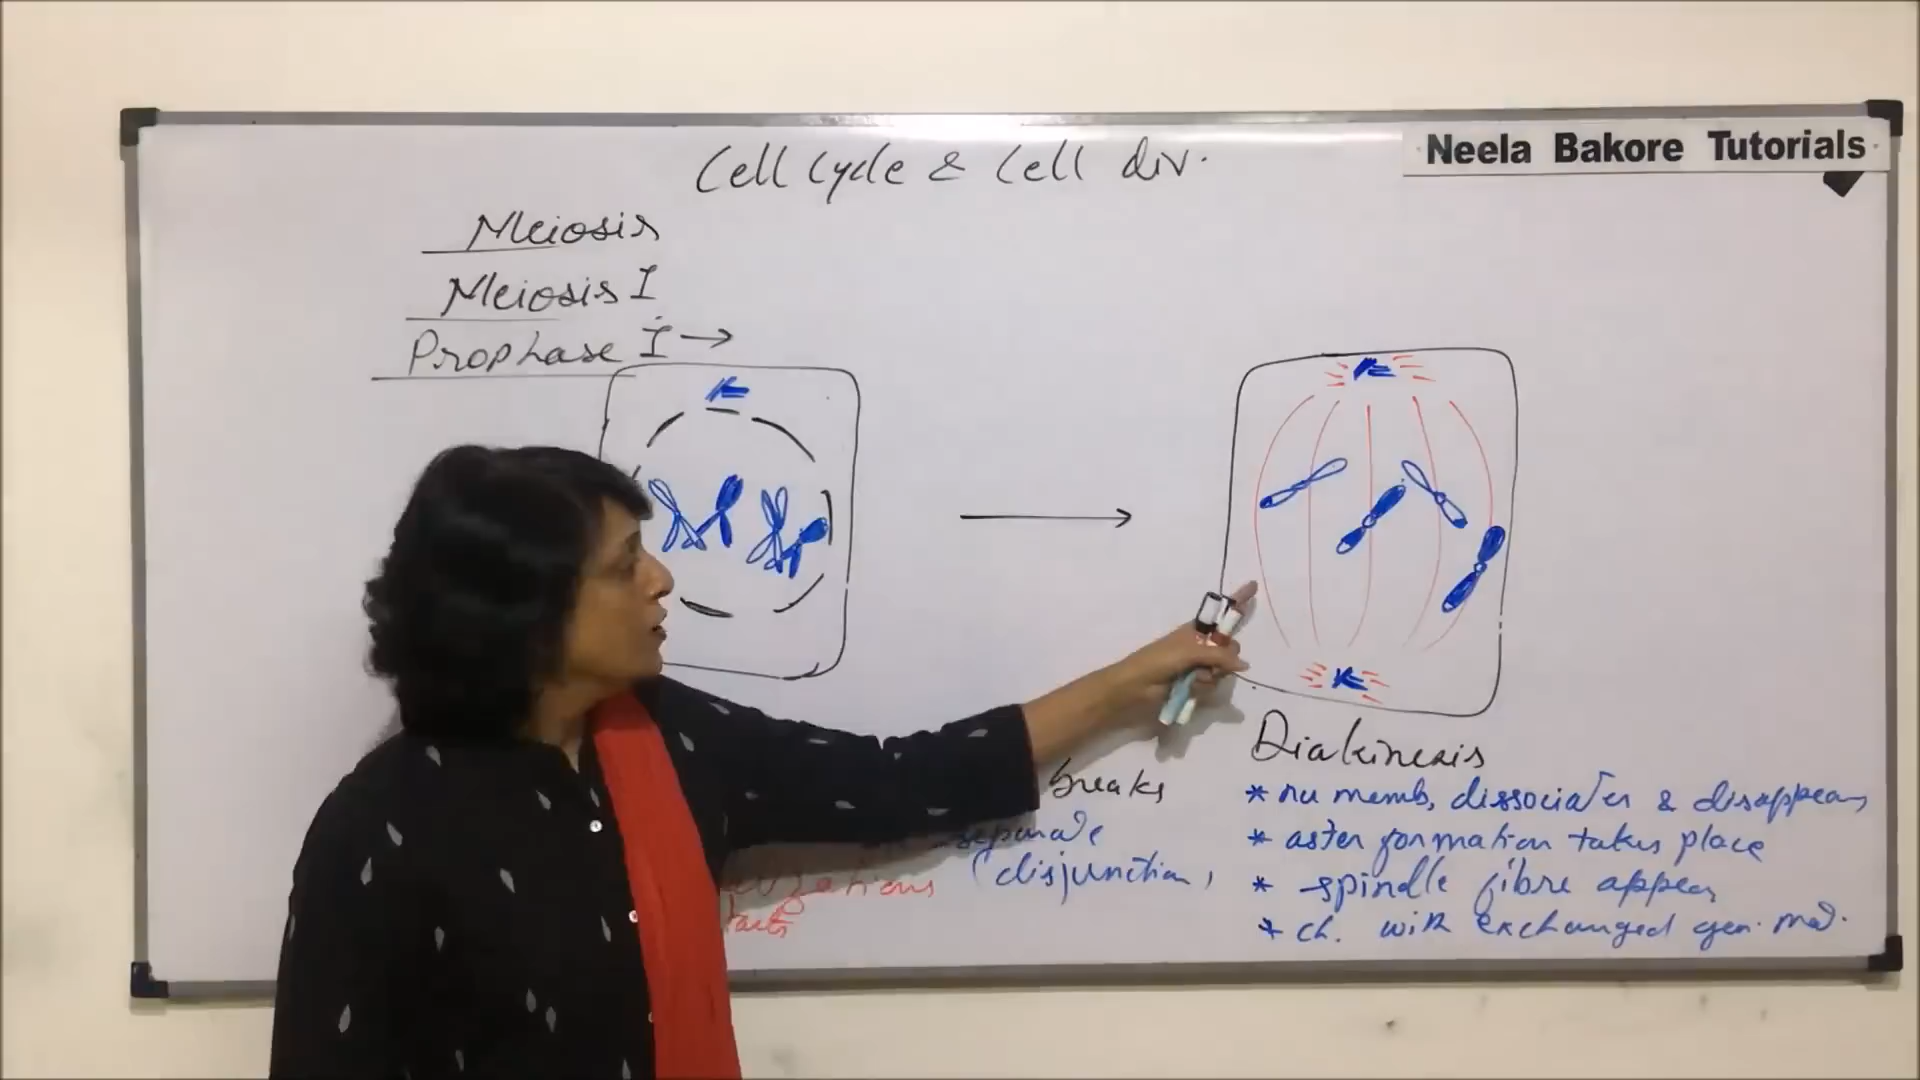 Cell Cycle & Cell div.
Neela Bakore Tutorials
Meiosis
Meiosis I
Prophase I →
breaks
separate
(disjunction)
Diakinesis
* nu memb, dissociates & disappears
* aster formation takes place
* spindle fibre appear
* ch. with exchanged gen. mat.